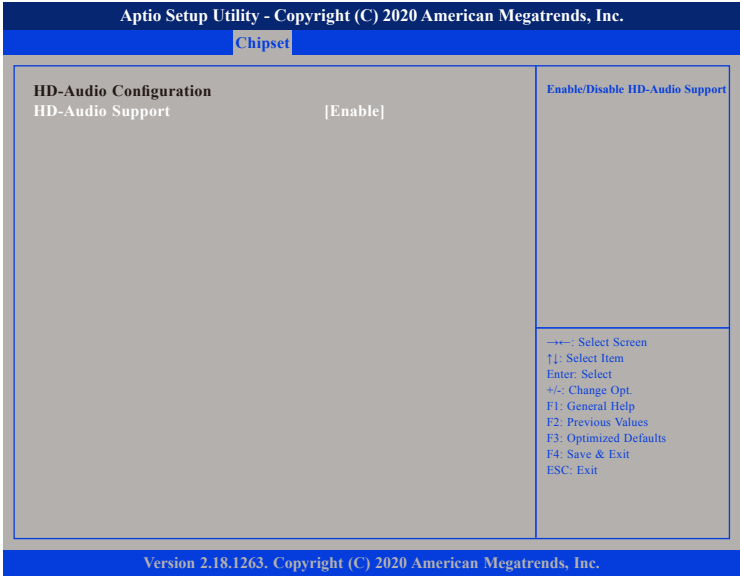 Aptio Setup Utility - Copyright (C) 2020 American Megatrends, Inc.
Chipset
HD-Audio Configuration
HD-Audio Support [Enable]
Enable/Disable HD-Audio Support
→←: Select Screen
↑↓: Select Item
Enter: Select
+/-: Change Opt.
F1: General Help
F2: Previous Values
F3: Optimized Defaults
F4: Save & Exit
ESC: Exit
Version 2.18.1263. Copyright (C) 2020 American Megatrends, Inc.